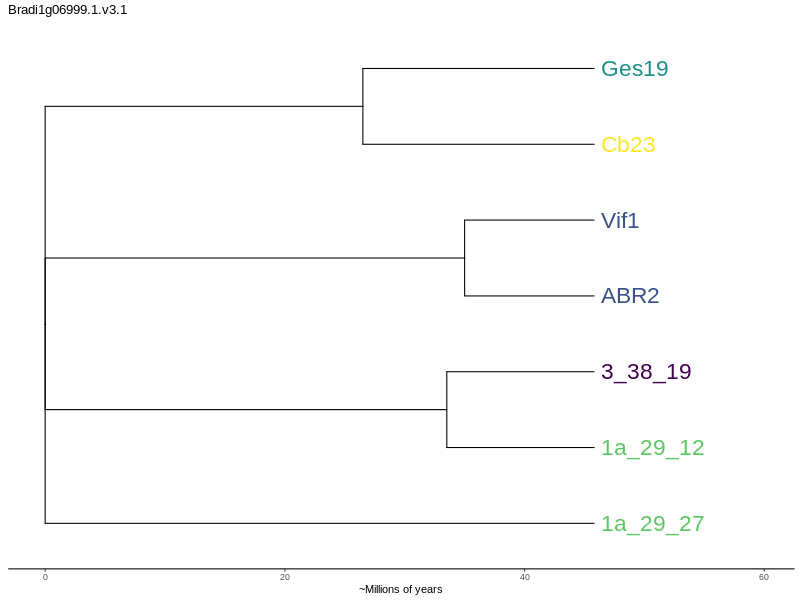 Bradi1g06999.1.v3.1
Ges19
Cb23
Vif1
ABR2
3_38_19
1a_29_12
1a_29_27
0 20 40 60
~Millions of years